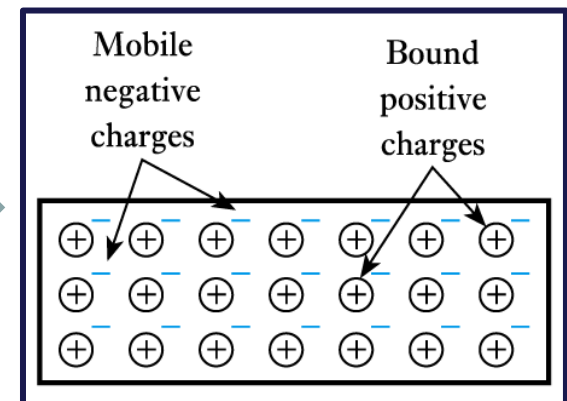 Mobile
negative
charges
Bound
positive
charges
⊕ − ⊕ − ⊕ − ⊕ − ⊕ − ⊕ − ⊕ −
⊕ − ⊕ − ⊕ − ⊕ − ⊕ − ⊕ − ⊕ −
⊕ − ⊕ − ⊕ − ⊕ − ⊕ − ⊕ − ⊕ −